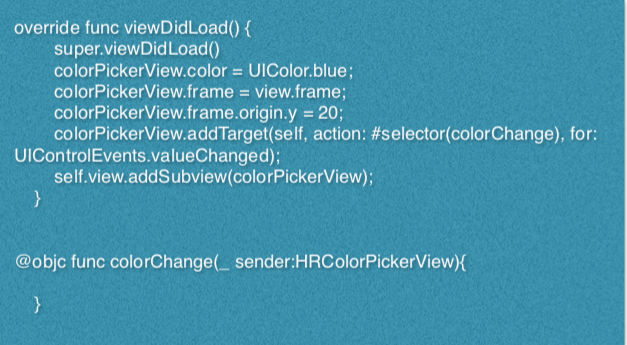 override func viewDidLoad() {
super.viewDidLoad()
colorPickerView.color = UIColor.blue;
colorPickerView.frame = view.frame;
colorPickerView.frame.origin.y = 20;
colorPickerView.addTarget(self, action: #selector(colorChange), for:
UIControlEvents.valueChanged);
self.view.addSubview(colorPickerView);
}
@objc func colorChange(_ sender:HRColorPickerView){
}